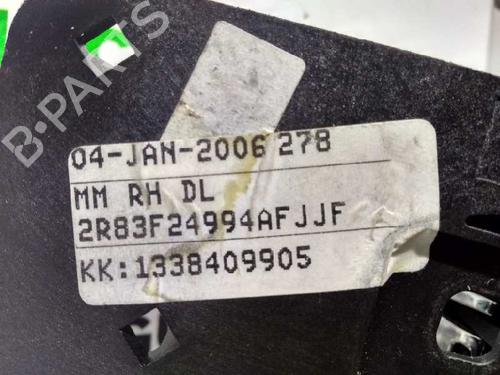 B-PARTS
04-JAN-2006 278
MM RH DL
2R83F24994AFJJF
KK:1338409905